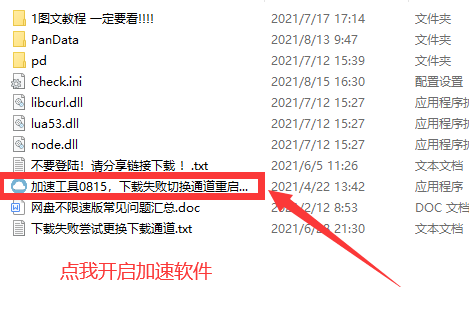 1图文教程 一定要看!!!! 2021/7/17 17:14 文件夹
PanData 2021/8/13 9:47 文件夹
pd 2021/7/12 15:39 文件夹
Check.ini 2021/8/15 16:30 配置设置
libcurl.dll 2021/7/12 15:27 应用程序扩
lua53.dll 2021/7/12 15:27 应用程序扩
node.dll 2021/7/12 15:27 应用程序扩
不要登陆！请分享链接下载 ！.txt 2021/6/5 11:26 文本文档
加速工具0815，下载失败切换通道重启... 2021/4/22 13:42 应用程序
网盘不限速版常见问题汇总.doc 2021/2/12 8:53 DOC 文档
下载失败尝试更换下载通道.txt 21:30 文本文档
点我开启加速软件